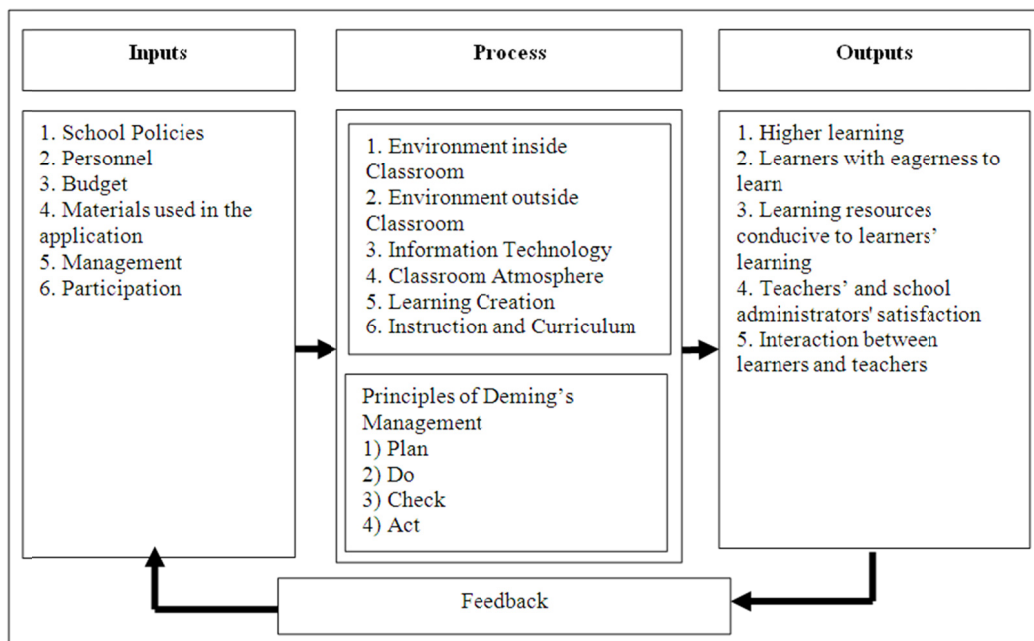 Inputs
1. School Policies
2. Personnel
3. Budget
4. Materials used in the
application
5. Management
6. Participation
Process
1. Environment inside
Classroom
2. Environment outside
Classroom
3. Information Technology
4. Classroom Atmosphere
5. Learning Creation
6. Instruction and Curriculum
Principles of Deming’s
Management
1) Plan
2) Do
3) Check
4) Act
Outputs
1. Higher learning
2. Learners with eagerness to
learn
3. Learning resources
conducive to learners’
learning
4. Teachers’ and school
administrators' satisfaction
5. Interaction between
learners and teachers
Feedback